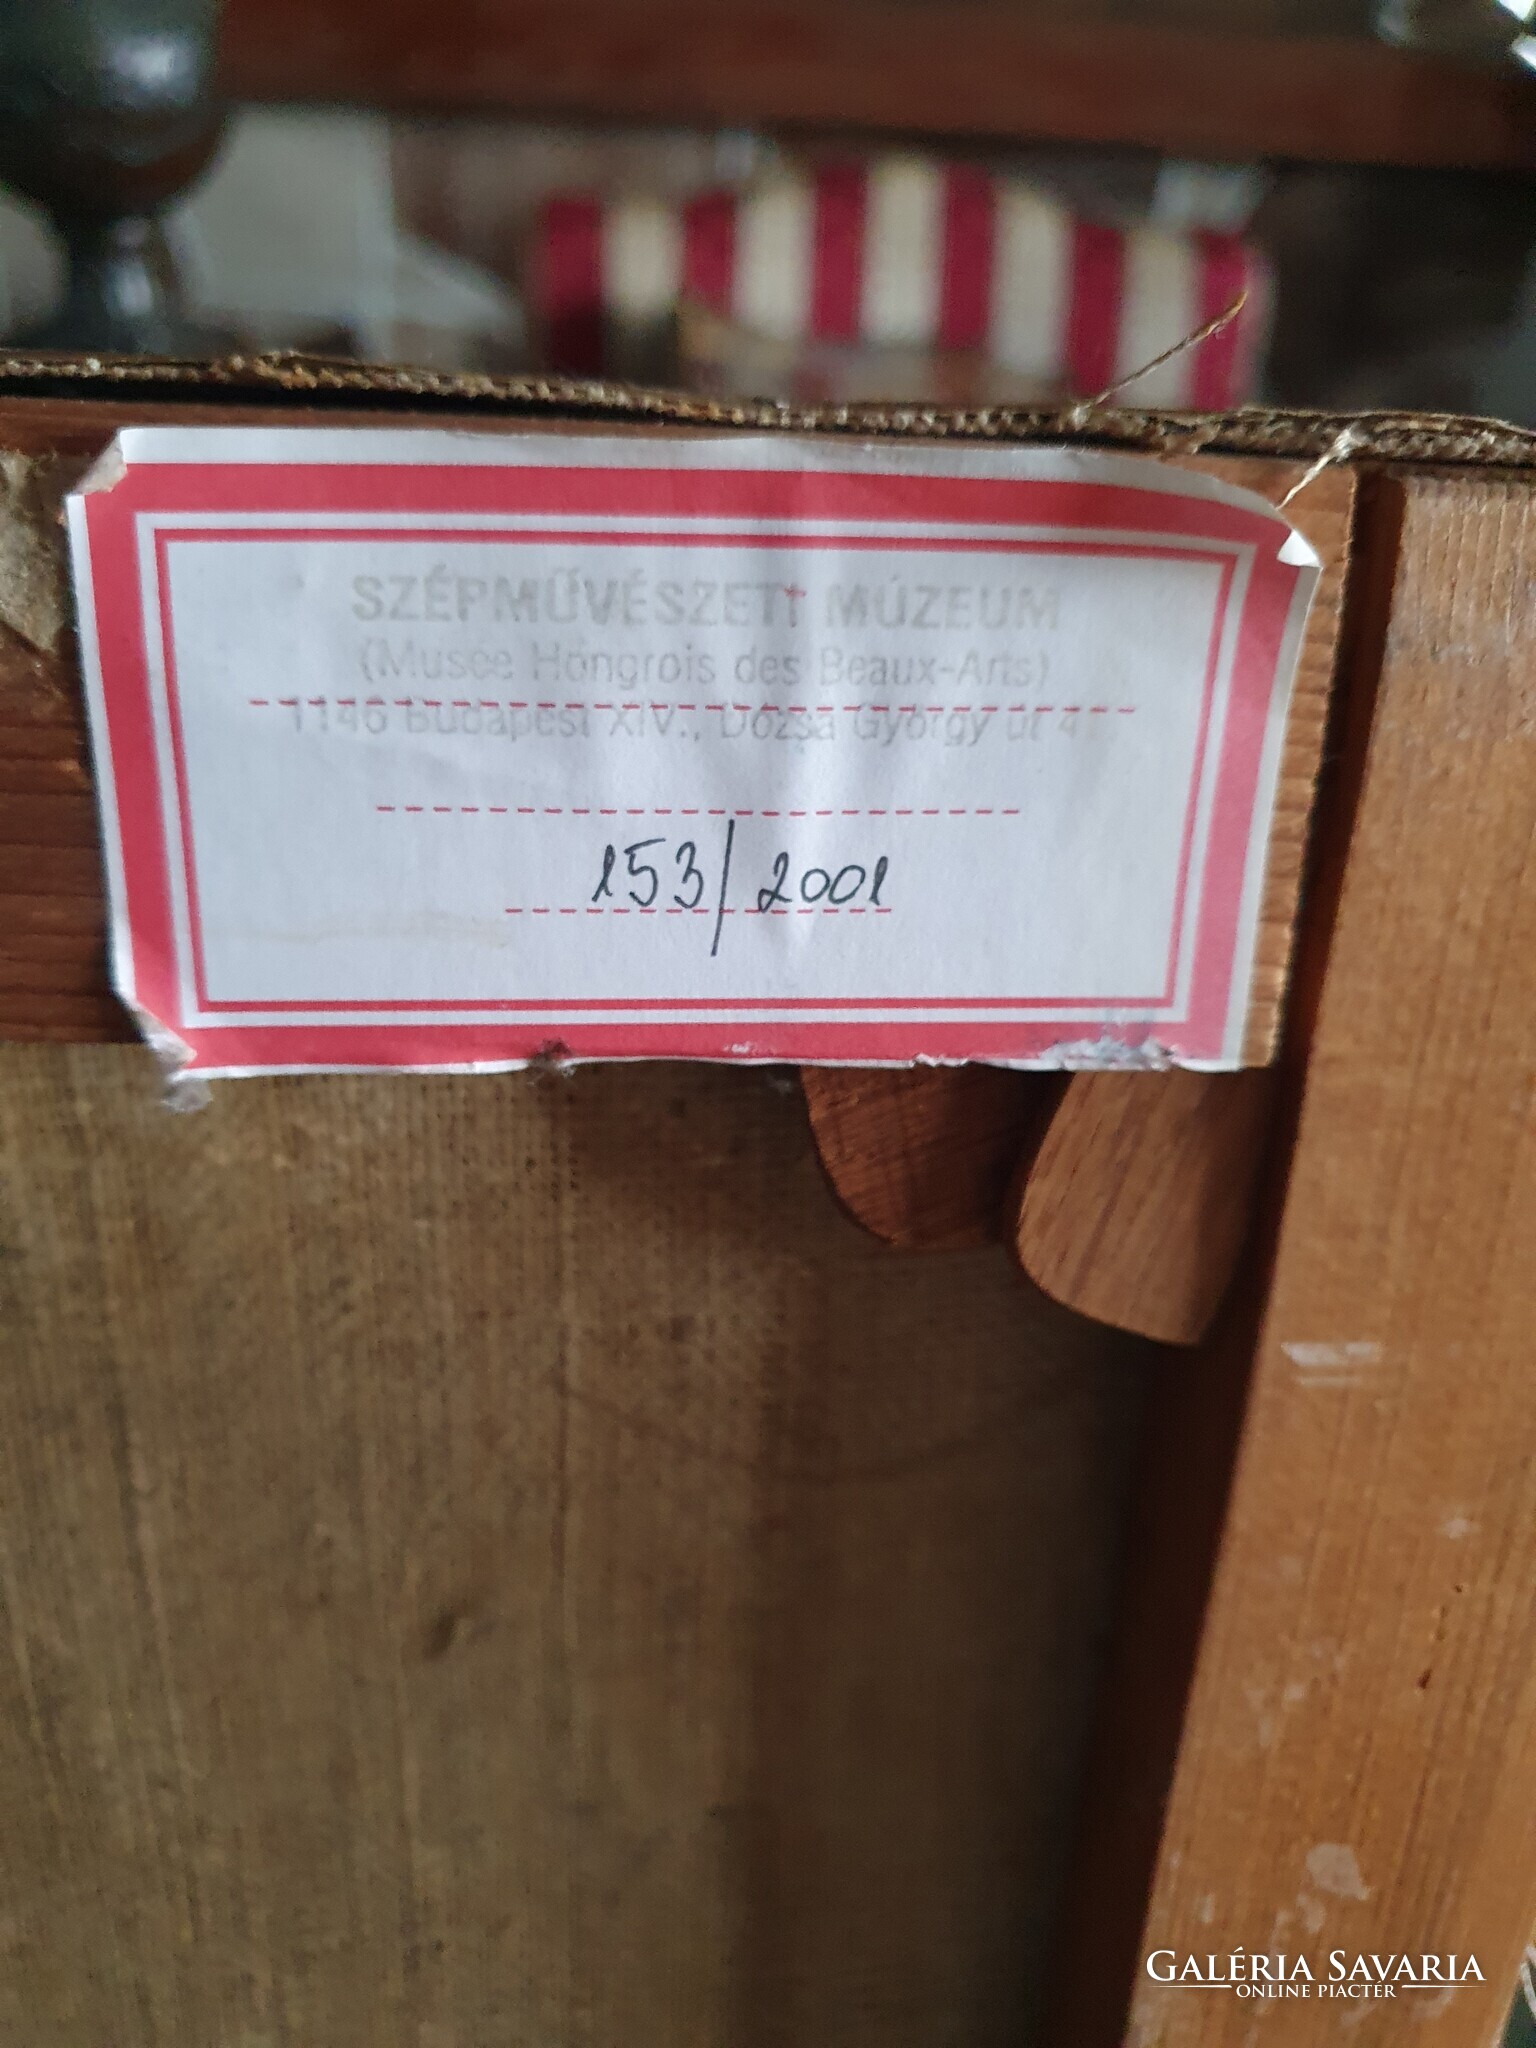 SZÉPMŰVÉSZETI MÚZEUM
(Musée Hongrois des Beaux-Arts)
1146 Budapest XIV., Dózsa György út 41.
153/2001
GALÉRIA SAVARIA
ONLINE PIACTÉR